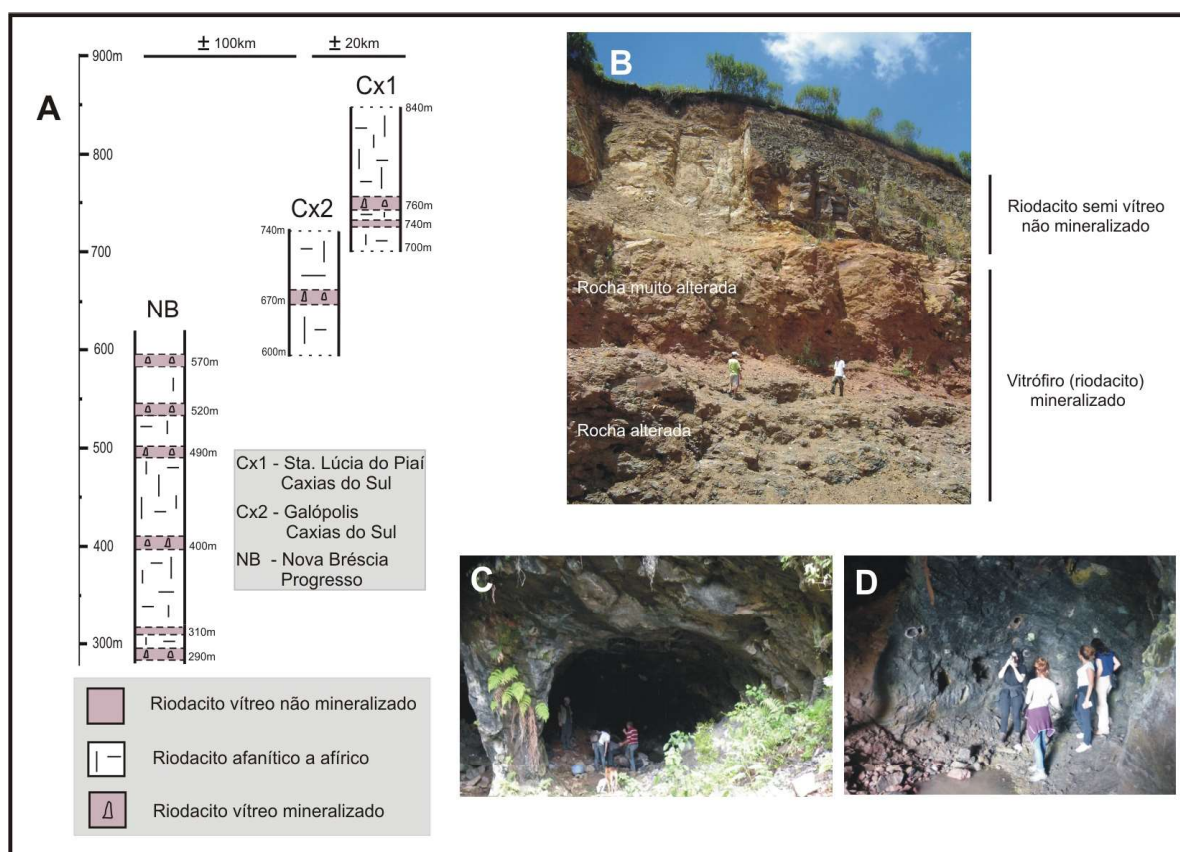 A
± 100km
± 20km
900m
800
700
600
500
400
300m
Cx1
840m
760m
740m
700m
Cx2
740m
670m
600m
NB
570m
520m
490m
400m
310m
290m
Cx1 - Sta. Lúcia do Piaí
Caxias do Sul
Cx2 - Galópolis
Caxias do Sul
NB - Nova Bréscia
Progresso
Riodacito vítreo não mineralizado
Riodacito afanítico a afírico
Riodacito vítreo mineralizado
B
Rocha muito alterada
Rocha alterada
Riodacito semi vítreo
não mineralizado
Vitrófiro (riodacito)
mineralizado
C
D